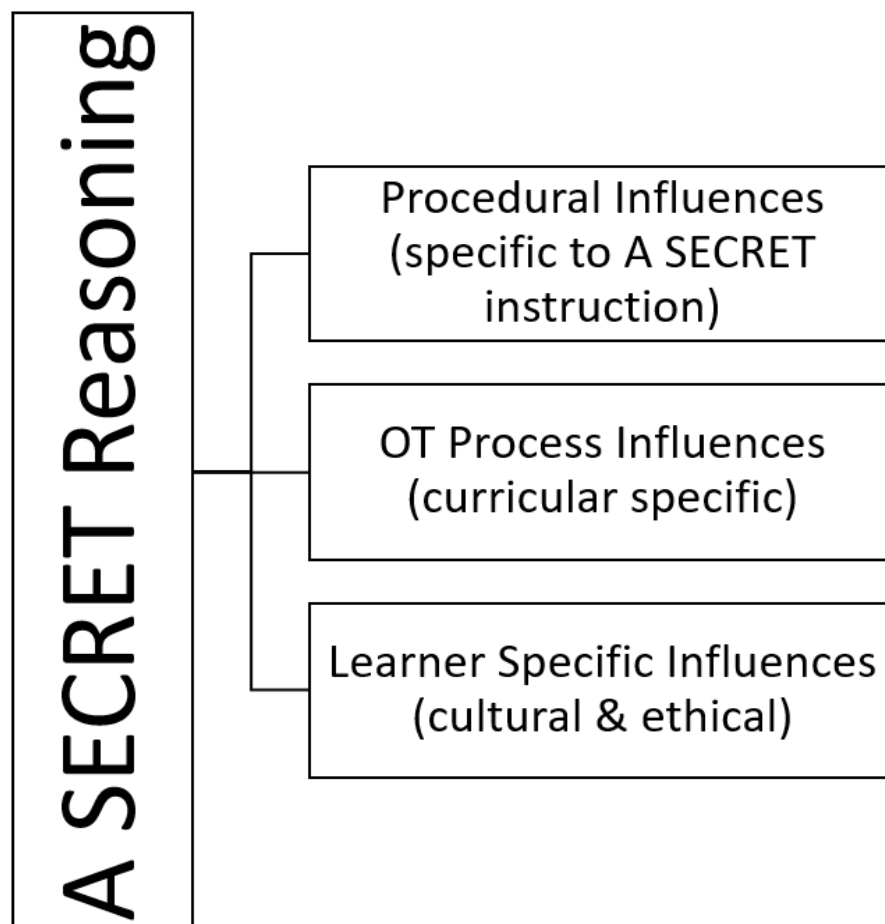 A SECRET Reasoning
Procedural Influences
(specific to A SECRET
instruction)
OT Process Influences
(curricular specific)
Learner Specific Influences
(cultural & ethical)